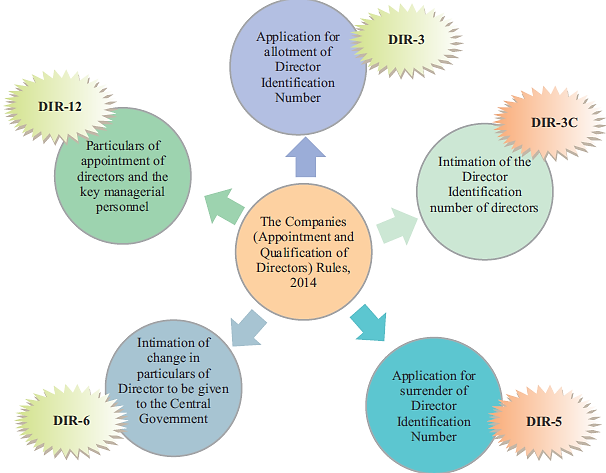 Application for
allotment of
Director
Identification
Number
DIR-3
DIR-3C
Intimation of the
Director
Identification
number of directors
DIR-12
Particulars of
appointment of
directors and the
key managerial
personnel
The Companies
(Appointment and
Qualification of
Directors) Rules,
2014
Intimation of
change in
particulars of
Director to be given
to the Central
Government
DIR-6
Application for
surrender of
Director
Identification
Number
DIR-5